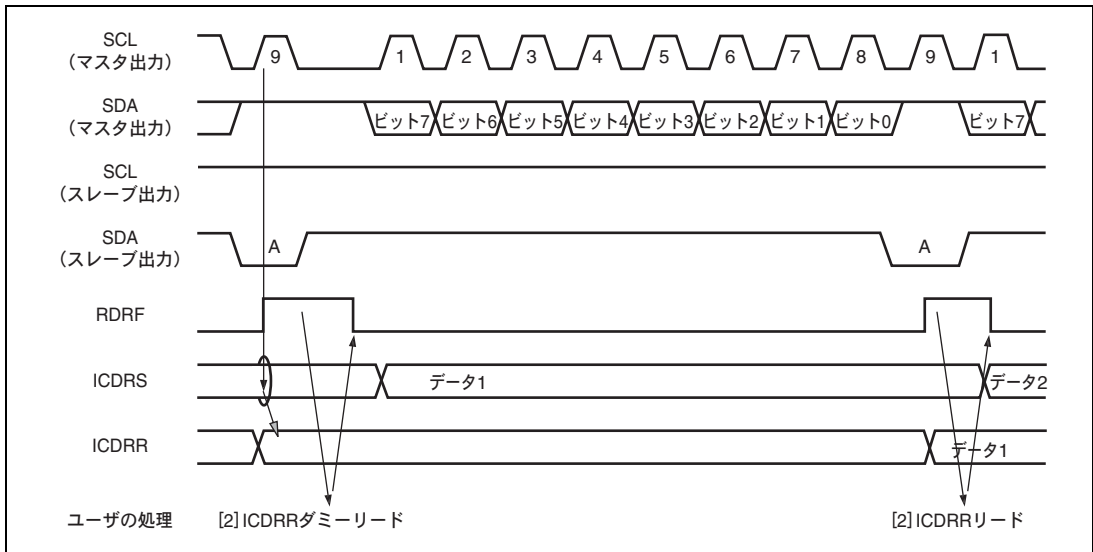 SCL
（マスタ出力）
9 1 2 3 4 5 6 7 8 9 1
SDA
（マスタ出力）
ビット7 ビット6 ビット5 ビット4 ビット3 ビット2 ビット1 ビット0 ビット7
SCL
（スレーブ出力）
SDA
（スレーブ出力）
A A
RDRF
ICDRS
データ1 データ2
ICDRR
データ1
ユーザの処理 [2] ICDRRダミーリード [2] ICDRRリード